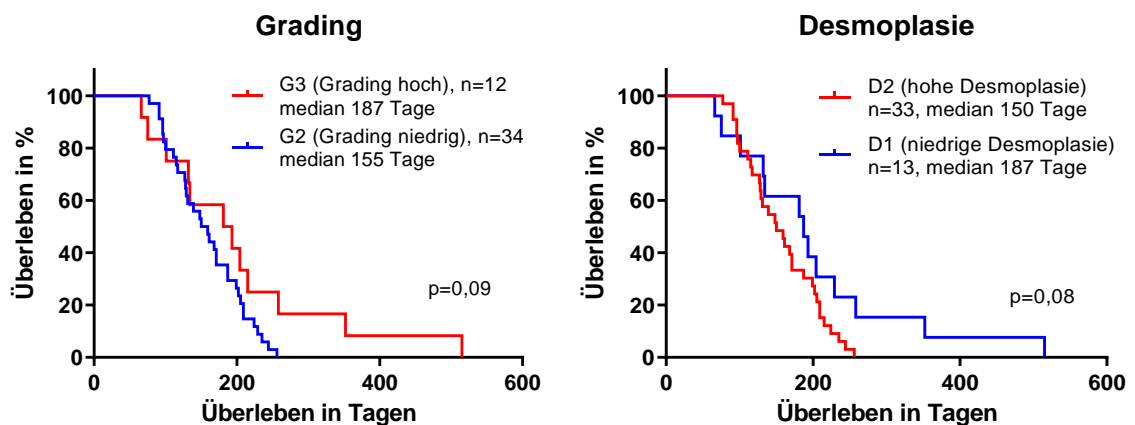 Grading
G3 (Grading hoch), n=12
median 187 Tage
G2 (Grading niedrig), n=34
median 155 Tage
Überleben in %
100
80
60
40
20
0
p=0,09
0 200 400 600
Überleben in Tagen
Desmoplasie
D2 (hohe Desmoplasie)
n=33, median 150 Tage
D1 (niedrige Desmoplasie)
n=13, median 187 Tage
Überleben in %
100
80
60
40
20
0
p=0,08
0 200 400 600
Überleben in Tagen